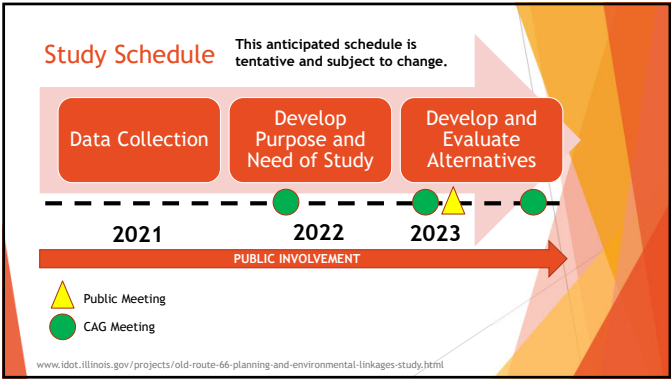 Study Schedule
This anticipated schedule is
tentative and subject to change.
Data Collection
Develop
Purpose and
Need of Study
Develop and
Evaluate
Alternatives
2021
2022
2023
PUBLIC INVOLVEMENT
Public Meeting
CAG Meeting
www.idot.illinois.gov/projects/old-route-66-planning-and-environmental-linkages-study.html